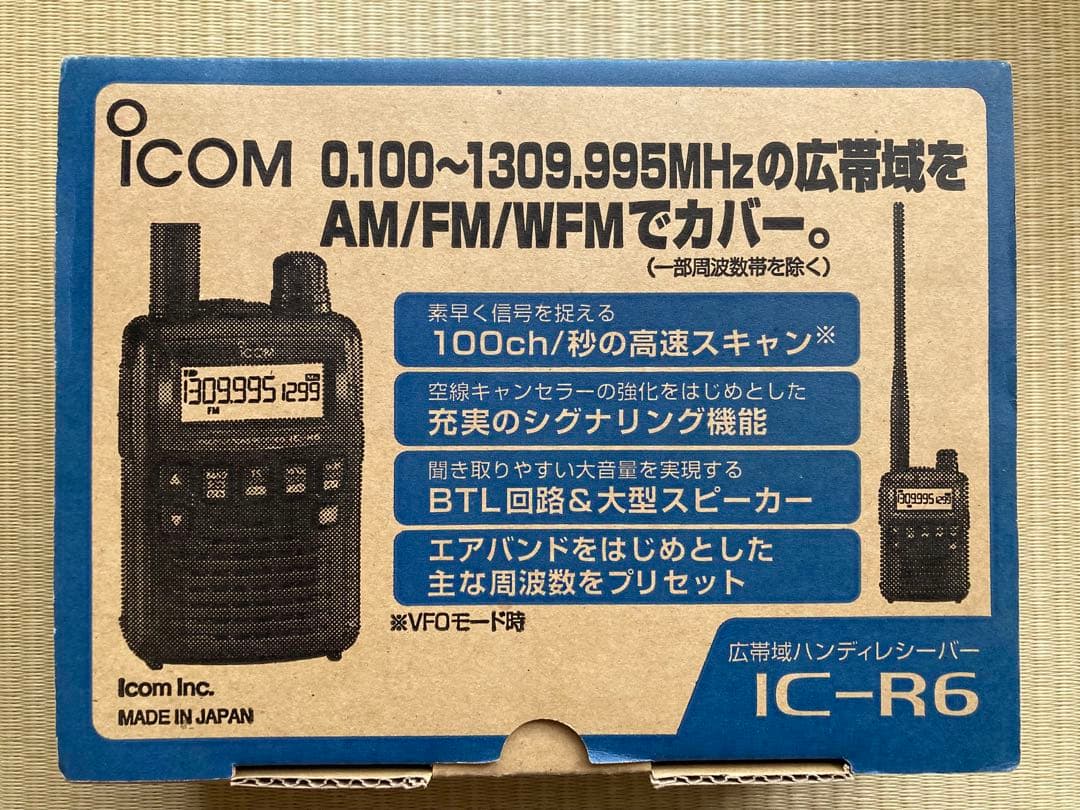 iCOM
0.100〜1309.995MHzの広帯域を
AM/FM/WFMでカバー。
(一部周波数帯を除く)
素早く信号を捉える
100ch/秒の高速スキャン※
空線キャンセラーの強化をはじめとした
充実のシグナリング機能
聞き取りやすい大音量を実現する
BTL回路&大型スピーカー
エアバンドをはじめとした
主な周波数をプリセット
※VFOモード時
iCOM
1309.995 1299
FM
1309.995
Icom Inc.
MADE IN JAPAN
広帯域ハンディレシーバー
IC-R6